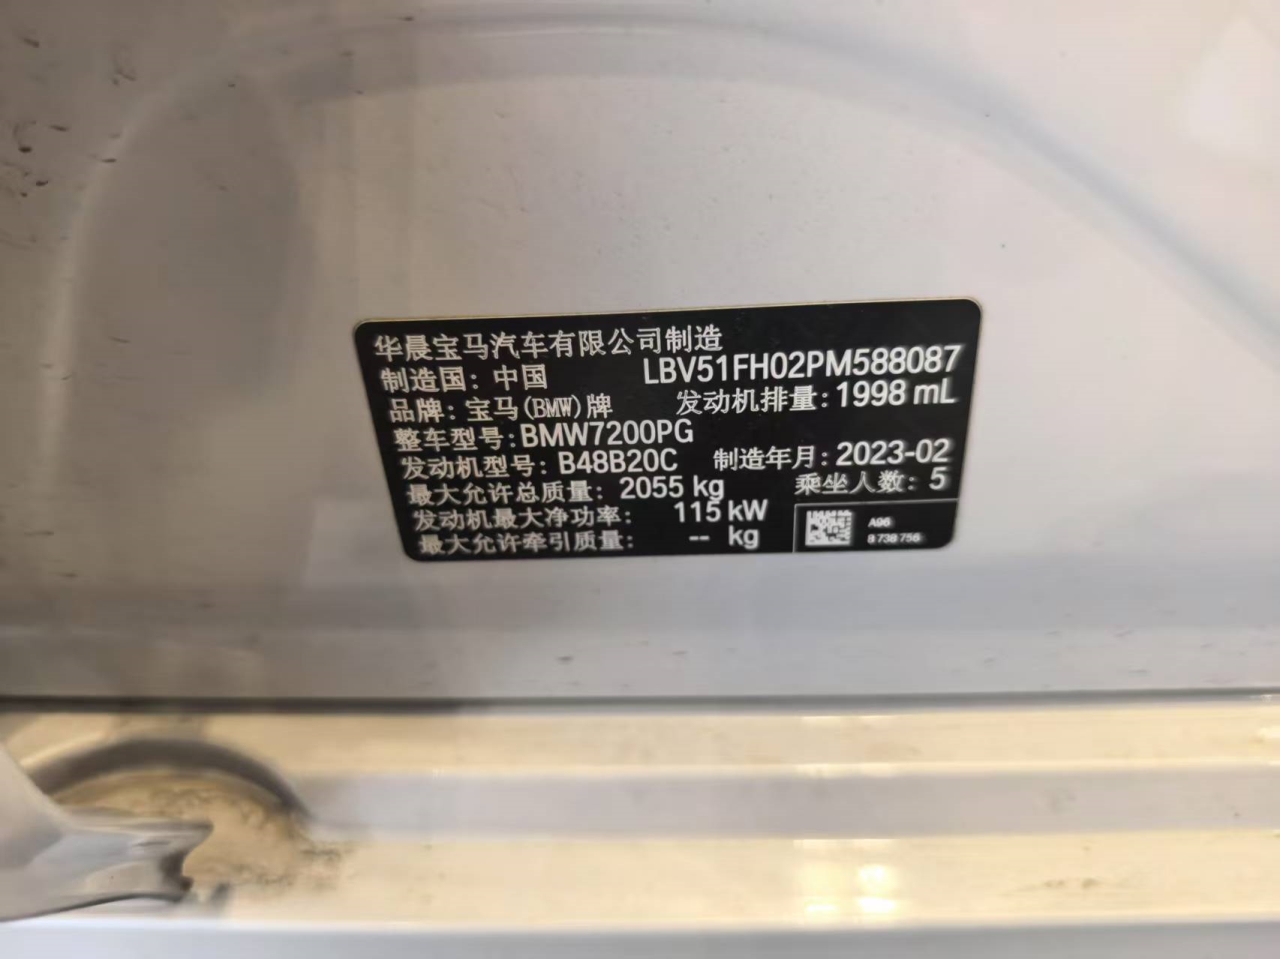 华晨宝马汽车有限公司制造
制造国：中国 LBV51FH02PM588087
品牌：宝马(BMW)牌 发动机排量：1998 mL
整车型号：BMW7200PG
发动机型号：B48B20C 制造年月：2023-02
最大允许总质量：2055 kg 乘坐人数：5
发动机最大净功率：115 kW
最大允许牵引质量：-- kg
A96
8 738 756